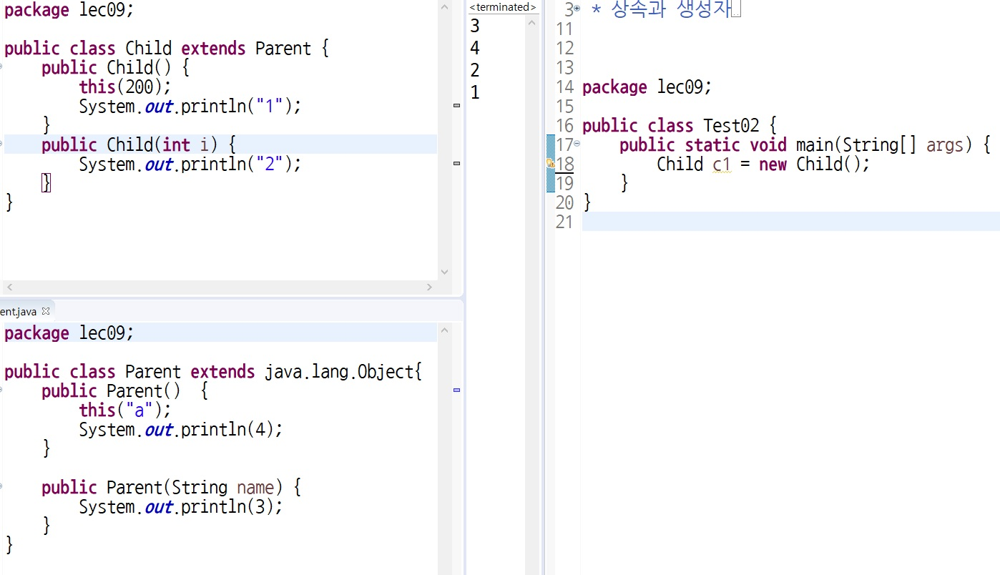 package lec09;
public class Child extends Parent {
public Child() {
this(200);
System.out.println("1");
}
public Child(int i) {
System.out.println("2");
}
}
ent.java
package lec09;
public class Parent extends java.lang.Object{
public Parent()  {
this("a");
System.out.println(4);
}
public Parent(String name) {
System.out.println(3);
}
}
<terminated>
3
4
2
1
3 * 상속과 생성자
11
12
13
14 package lec09;
15
16 public class Test02 {
17 public static void main(String[] args) {
18 Child c1 = new Child();
19 }
20 }
21